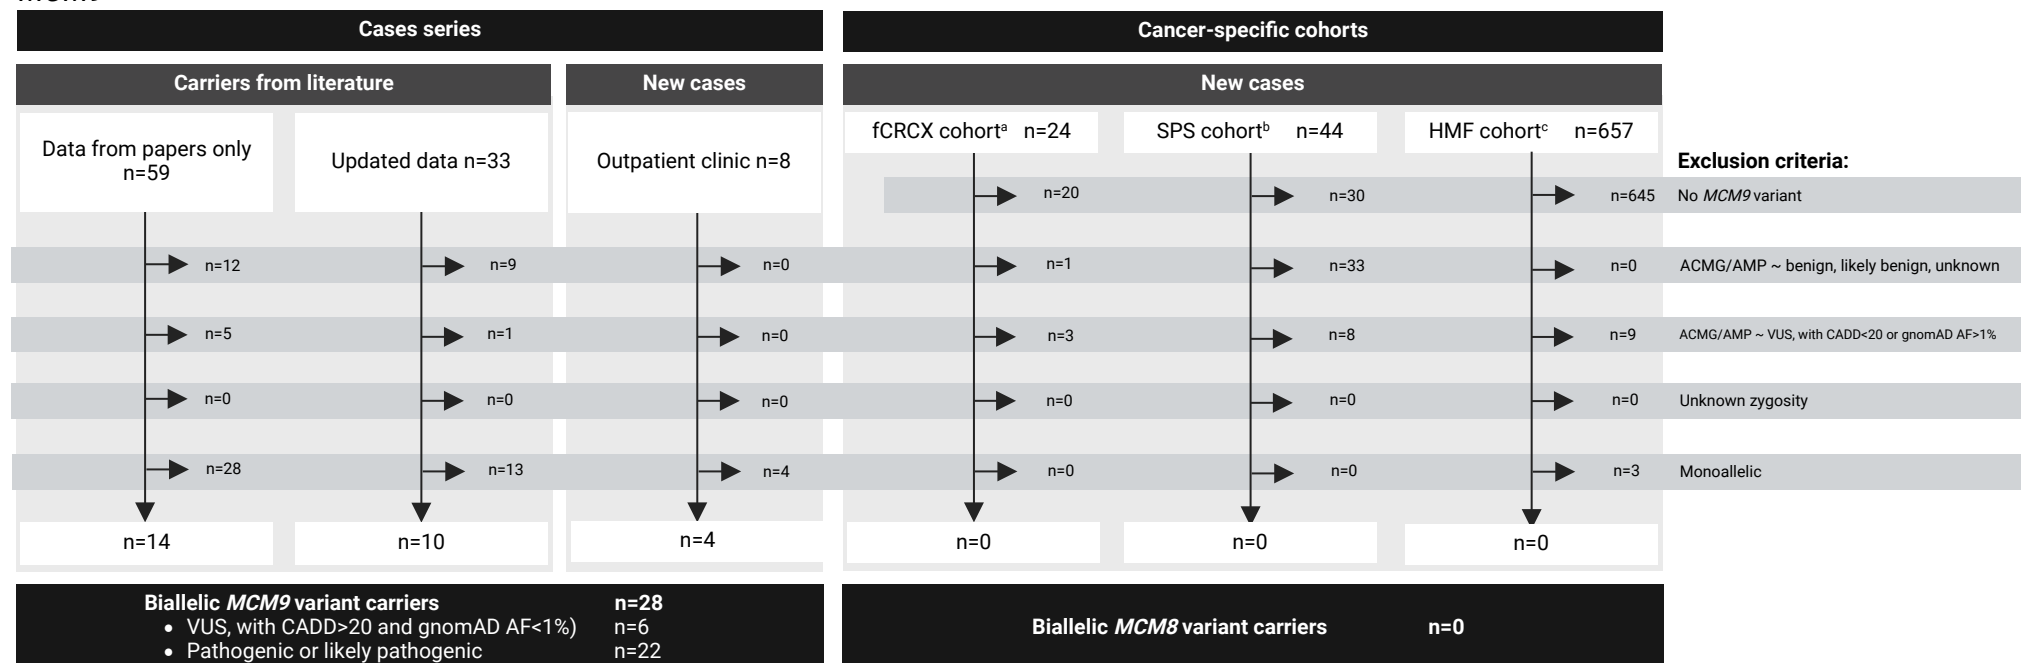 Cases series
Cancer-specific cohorts
Carriers from literature
New cases
New cases
Data from papers only
n=59
Updated data n=33
Outpatient clinic n=8
fCRCX cohortᵃ n=24
SPS cohortᵇ n=44
HMF cohortᶜ n=657
Exclusion criteria:
n=20
n=30
n=645
No MCM9 variant
n=12
n=9
n=0
n=1
n=33
n=0
ACMG/AMP ~ benign, likely benign, unknown
n=5
n=1
n=0
n=3
n=8
n=9
ACMG/AMP ~ VUS, with CADD<20 or gnomAD AF>1%
n=0
n=0
n=0
n=0
n=0
n=0
Unknown zygosity
n=28
n=13
n=4
n=0
n=0
n=3
Monoallelic
n=14
n=10
n=4
n=0
n=0
n=0
Biallelic MCM9 variant carriers n=28
• VUS, with CADD>20 and gnomAD AF<1%) n=6
• Pathogenic or likely pathogenic n=22
Biallelic MCM8 variant carriers n=0